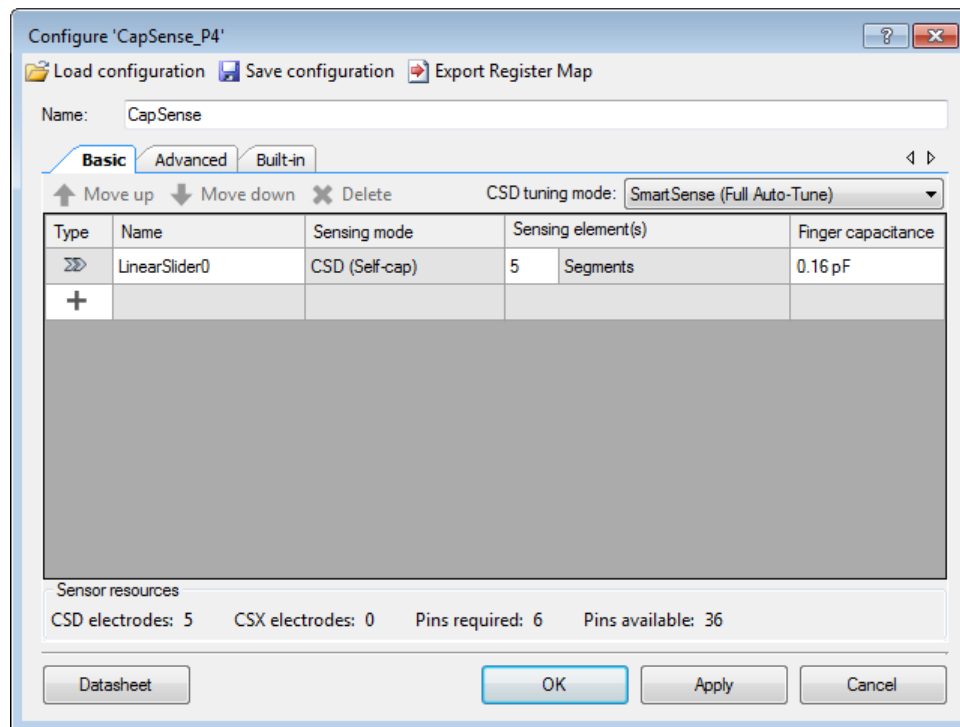 Configure 'CapSense_P4'
Load configuration Save configuration Export Register Map
Name: CapSense
Basic Advanced Built-in
Move up Move down Delete CSD tuning mode: SmartSense (Full Auto-Tune)
Type Name Sensing mode Sensing element(s) Finger capacitance
LinearSlider0 CSD (Self-cap) 5 Segments 0.16 pF
Sensor resources
CSD electrodes: 5 CSX electrodes: 0 Pins required: 6 Pins available: 36
Datasheet OK Apply Cancel